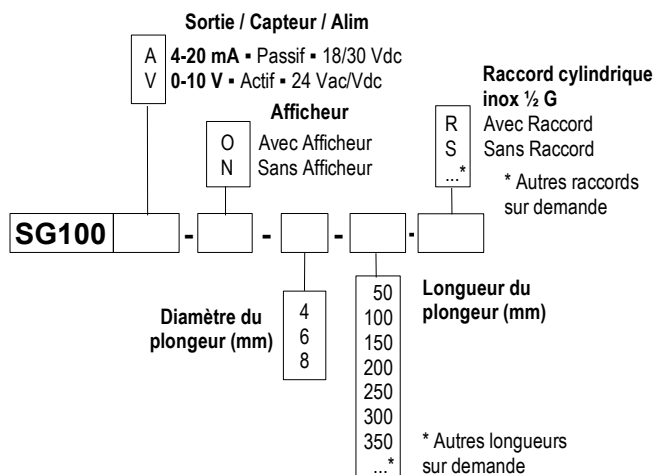 Sortie / Capteur / Alim
A 4-20 mA ▪ Passif ▪ 18/30 Vdc
V 0-10 V ▪ Actif ▪ 24 Vac/Vdc
Afficheur
O Avec Afficheur
N Sans Afficheur
Raccord cylindrique
inox ½ G
R Avec Raccord
S Sans Raccord
...*
* Autres raccords
sur demande
SG100 - - - -
Diamètre du
plongeur (mm)
4
6
8
50
100
150
200
250
300
350
...*
Longueur du
plongeur (mm)
* Autres longueurs
sur demande